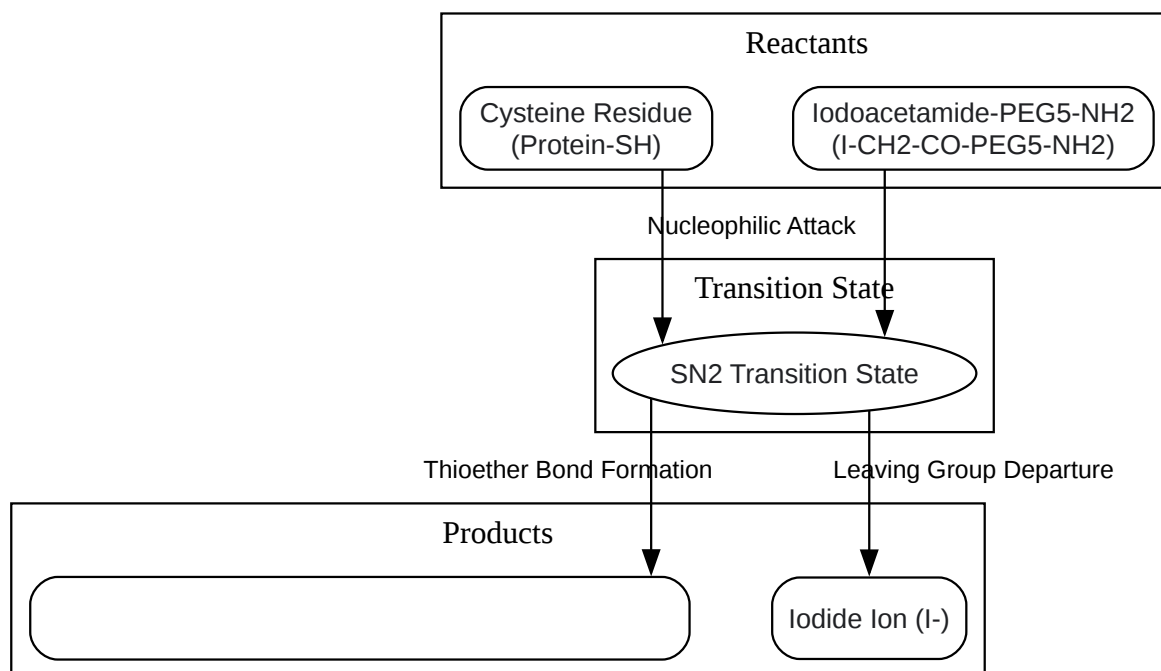 Reactants
Cysteine Residue
(Protein-SH)
Iodoacetamide-PEG5-NH2
(I-CH2-CO-PEG5-NH2)
Nucleophilic Attack
Transition State
SN2 Transition State
Thioether Bond Formation
Leaving Group Departure
Products
Iodide Ion (I-)